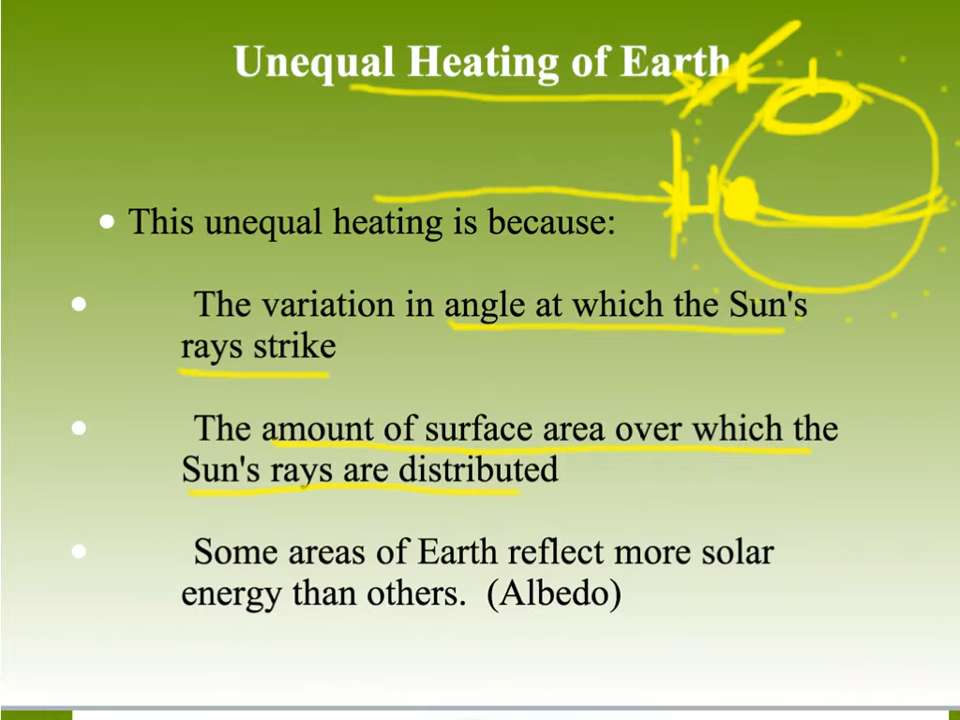 Unequal Heating of Earth
• This unequal heating is because:
• The variation in angle at which the Sun's
rays strike
• The amount of surface area over which the
Sun's rays are distributed
• Some areas of Earth reflect more solar
energy than others. (Albedo)